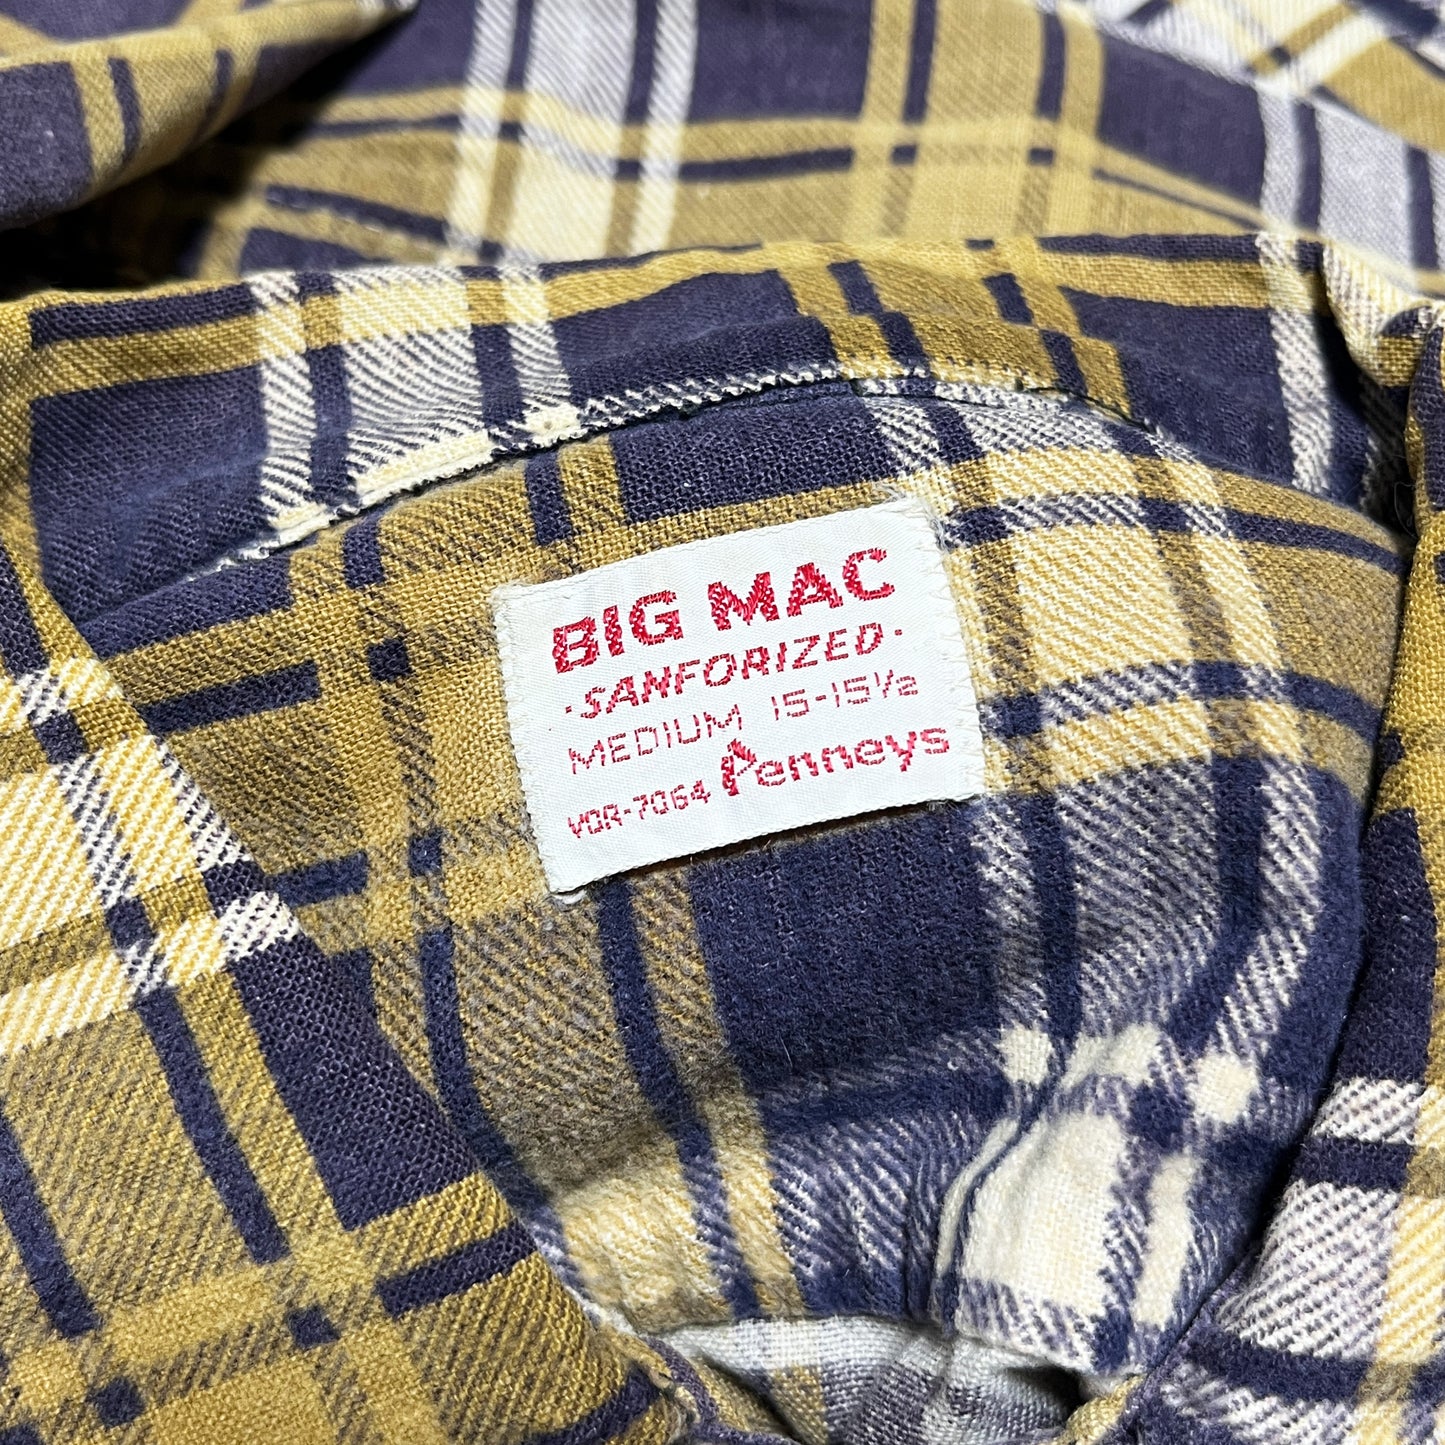 BIG MAC
·SANFORIZED·
MEDIUM 15-15½
VOR-7064 Penneys